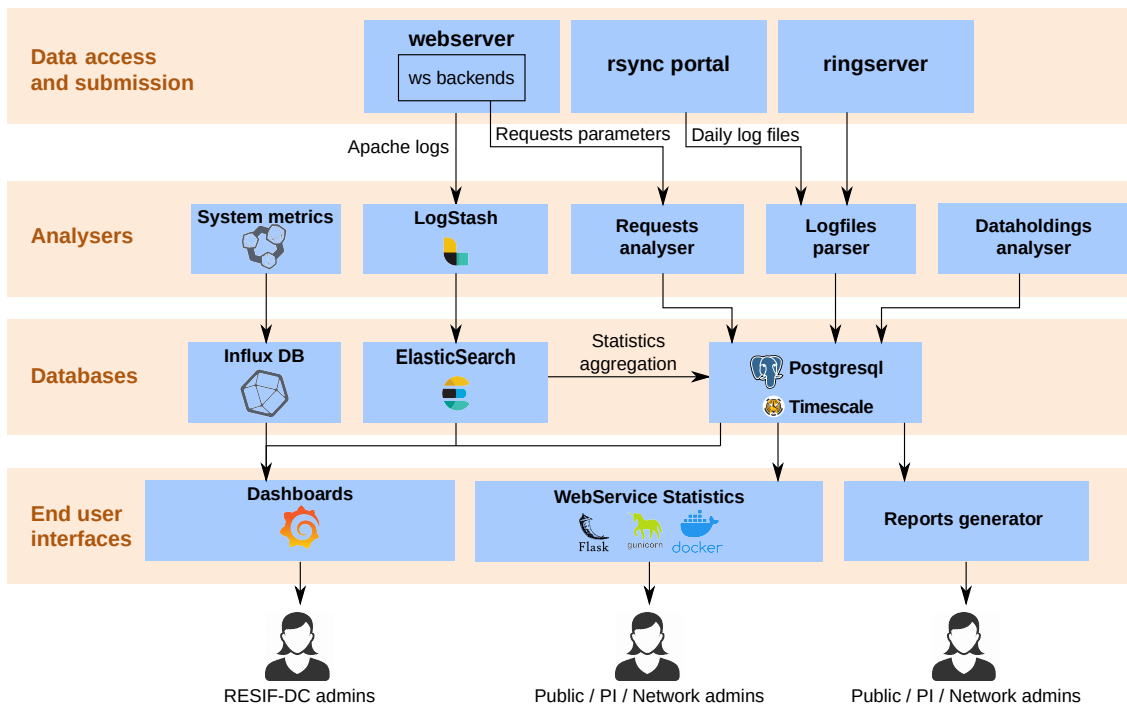 Data access
and submission
webserver
ws backends
rsync portal
ringserver
Apache logs
Requests parameters
Daily log files
Analysers
System metrics
LogStash
Requests
analyser
Logfiles
parser
Dataholdings
analyser
Databases
Influx DB
ElasticSearch
Statistics
aggregation
Postgresql
Timescale
End user
interfaces
Dashboards
WebService Statistics
Flask
gunicorn
docker
Reports generator
RESIF-DC admins
Public / PI / Network admins
Public / PI / Network admins